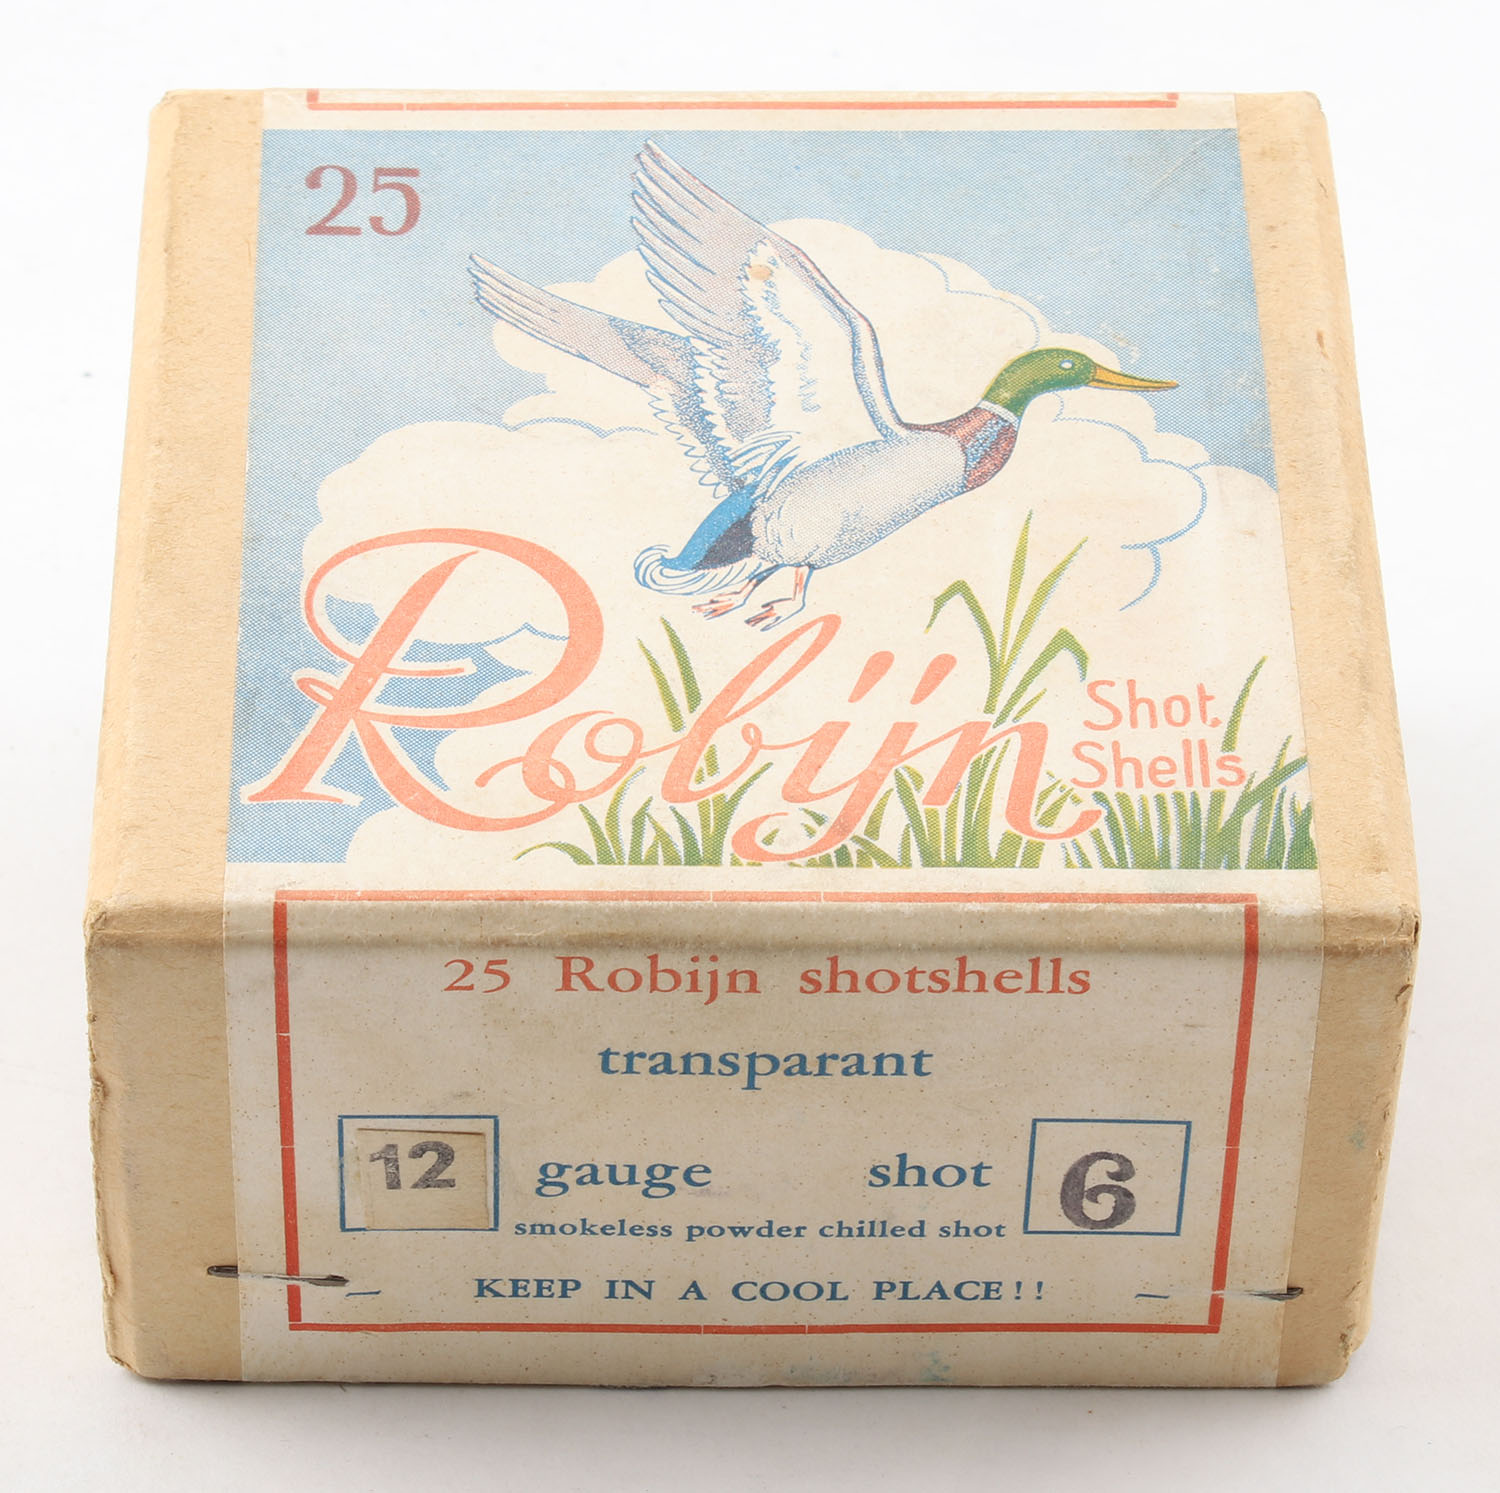 25
Robijn
Shot.
Shells
25 Robijn shotshells
transparant
12 gauge shot 6
smokeless powder chilled shot
KEEP IN A COOL PLACE!!